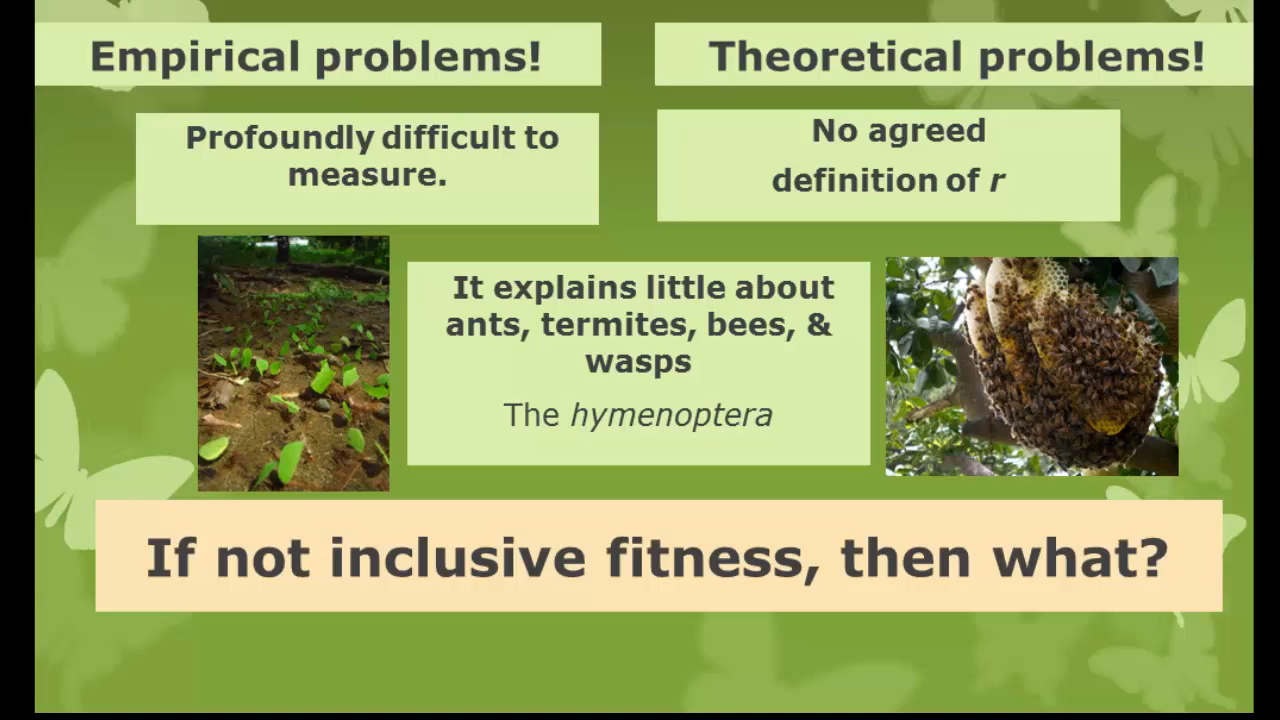 Empirical problems!
Theoretical problems!
Profoundly difficult to
measure.
No agreed
definition of r
It explains little about
ants, termites, bees, &
wasps
The hymenoptera
If not inclusive fitness, then what?